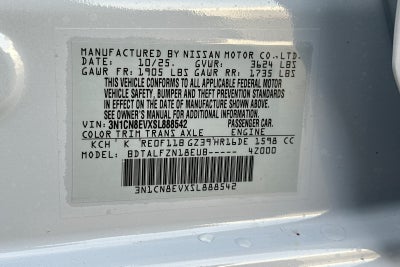 MANUFACTURED BY NISSAN MOTOR CO.,LTD.
DATE: 10/25. GVWR: 3624 LBS
GAWR FR: 1905 LBS GAWR RR: 1735 LBS
THIS VEHICLE CONFORMS TO ALL APPLICABLE
FEDERAL MOTOR VEHICLE SAFETY, BUMPER
AND THEFT PREVENTION STANDARDS
IN EFFECT ON THE DATE OF MANUFACTURE
SHOWN ABOVE.
SEE OWNER'S MANUAL FOR
ADDITIONAL INFORMATION.
VIN: 3N1CN8EVXSL888542 PASSENGER CAR.
COLOR TRIM TRANS AXLE ENGINE
KCH K RE0F11B GZ39 HR16DE 1598 CC
MODEL: BDTALFZN18EUB----- 42000
3N1CN8EVXSL888542